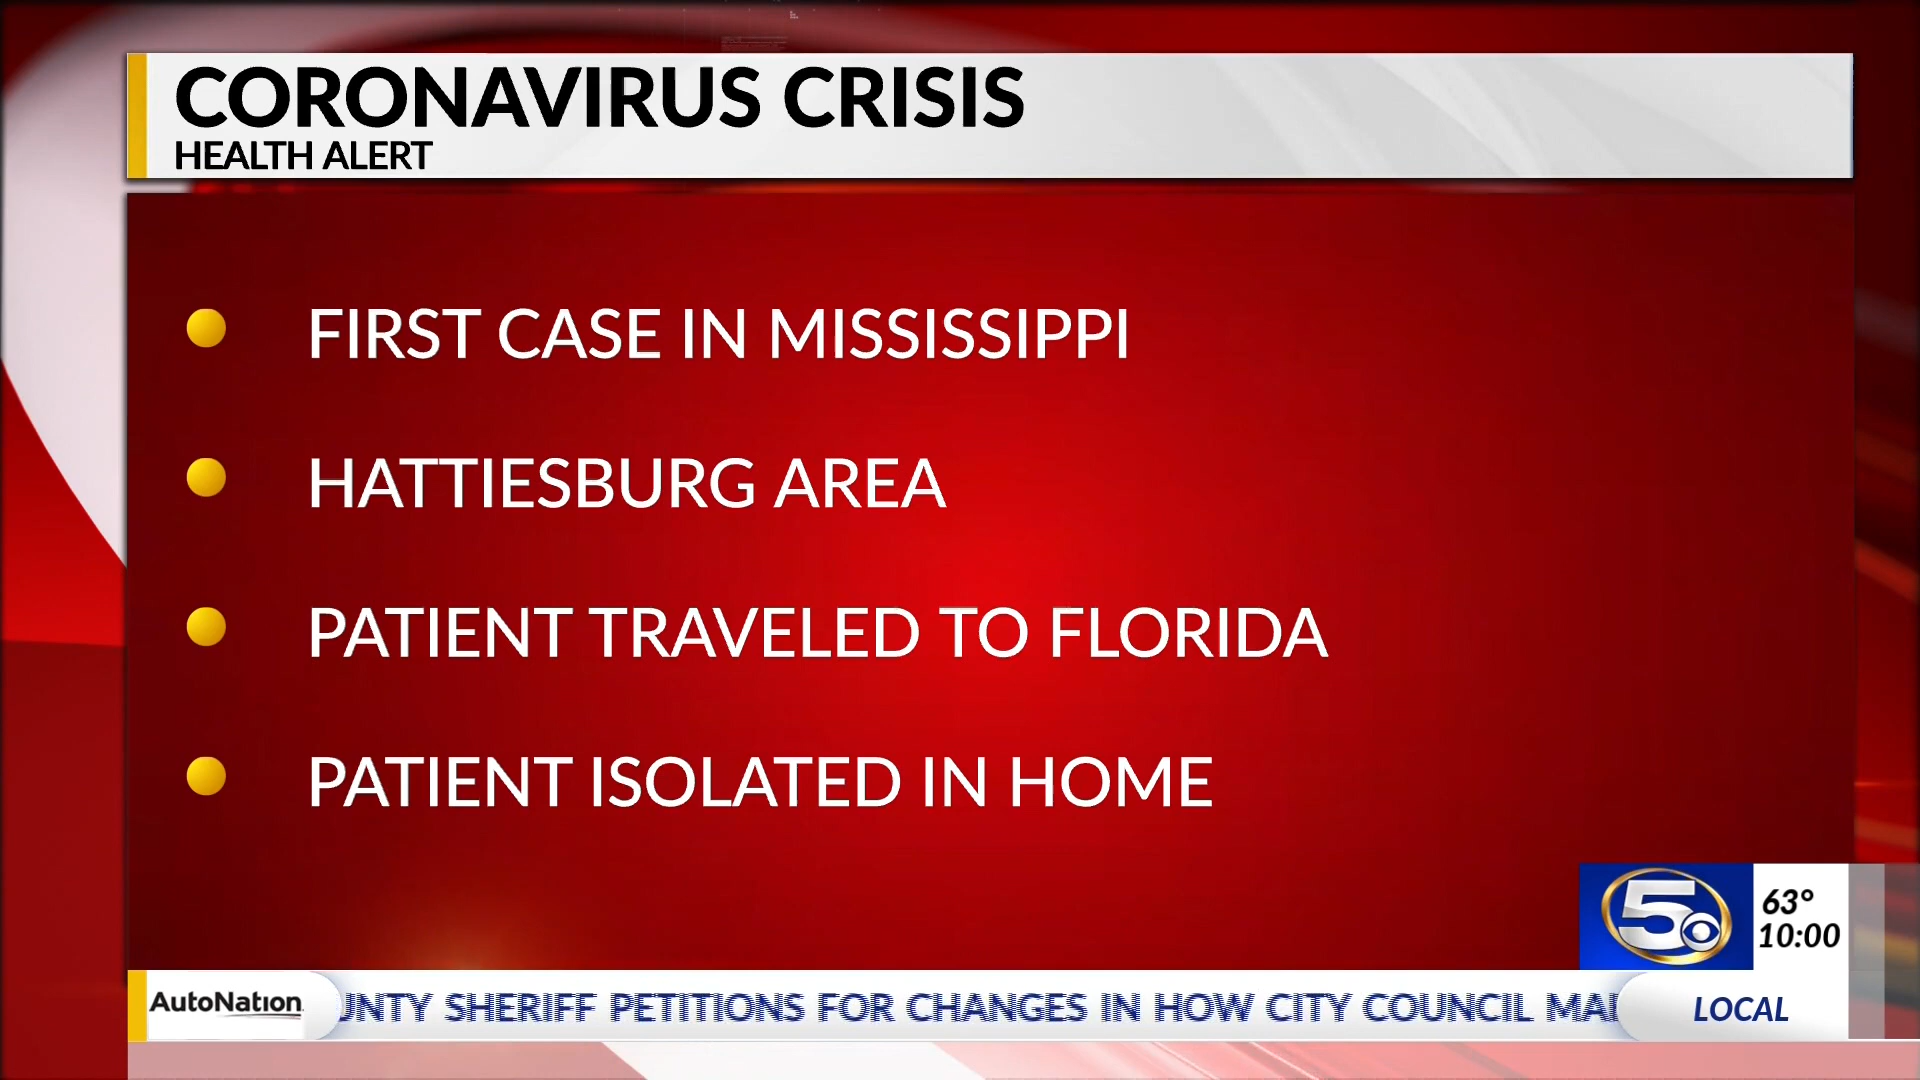 CORONAVIRUS CRISIS
HEALTH ALERT
FIRST CASE IN MISSISSIPPI
HATTIESBURG AREA
PATIENT TRAVELED TO FLORIDA
PATIENT ISOLATED IN HOME
5
63°
10:00
AutoNation
UNTY SHERIFF PETITIONS FOR CHANGES IN HOW CITY COUNCIL
LOCAL